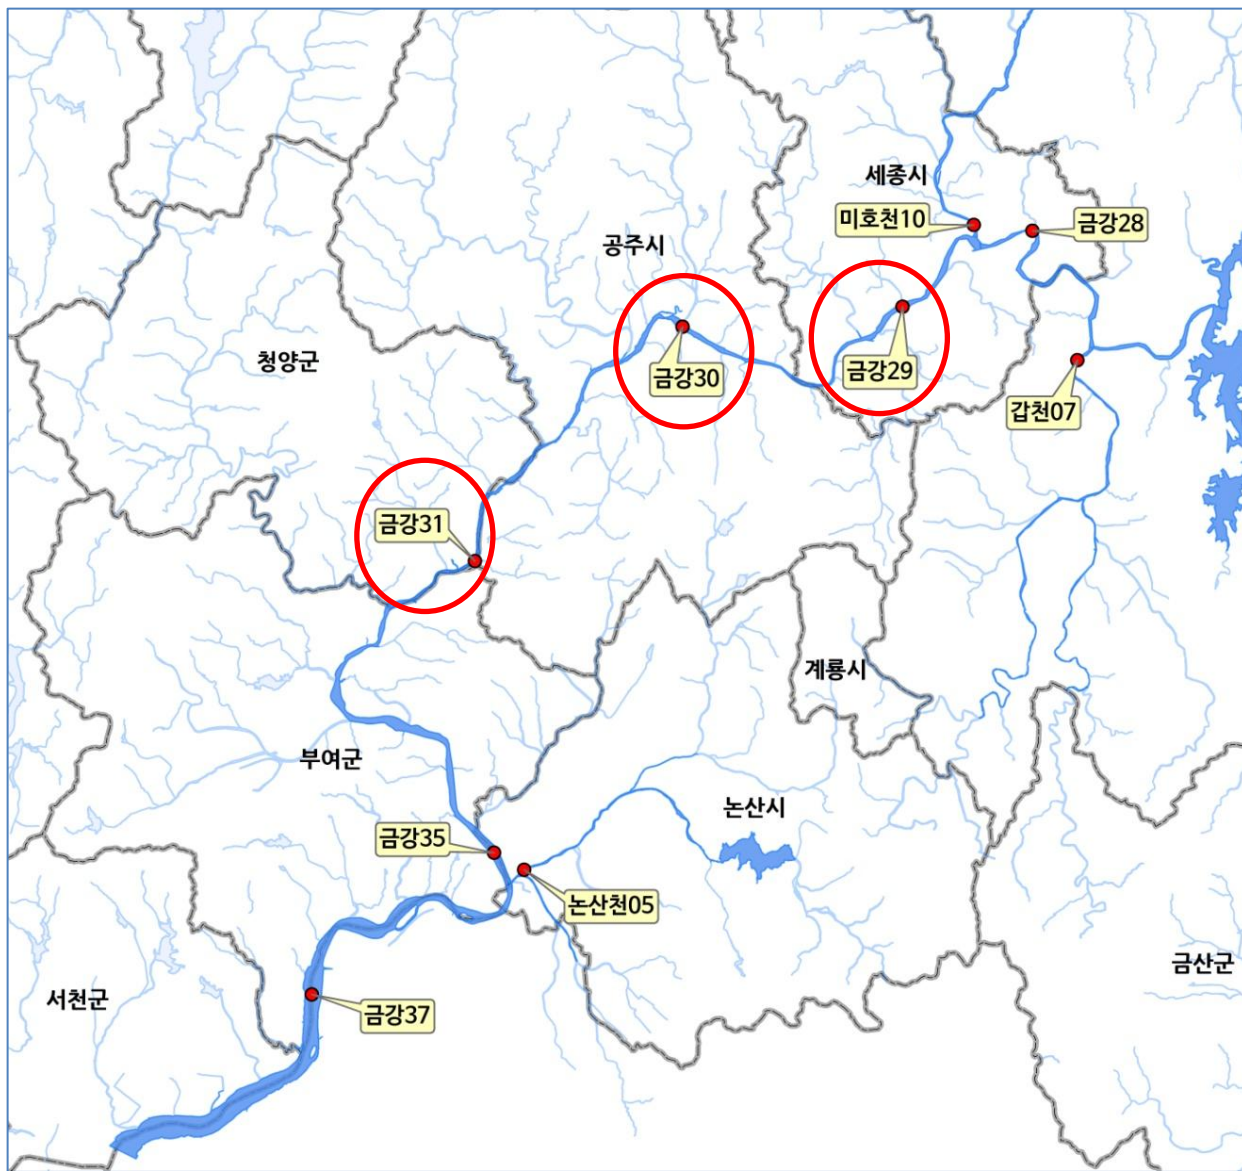 세종시
미호천10
금강28
공주시
금강29
금강30
청양군
갑천07
금강31
계룡시
부여군
논산시
금강35
논산천05
금산군
서천군
금강37